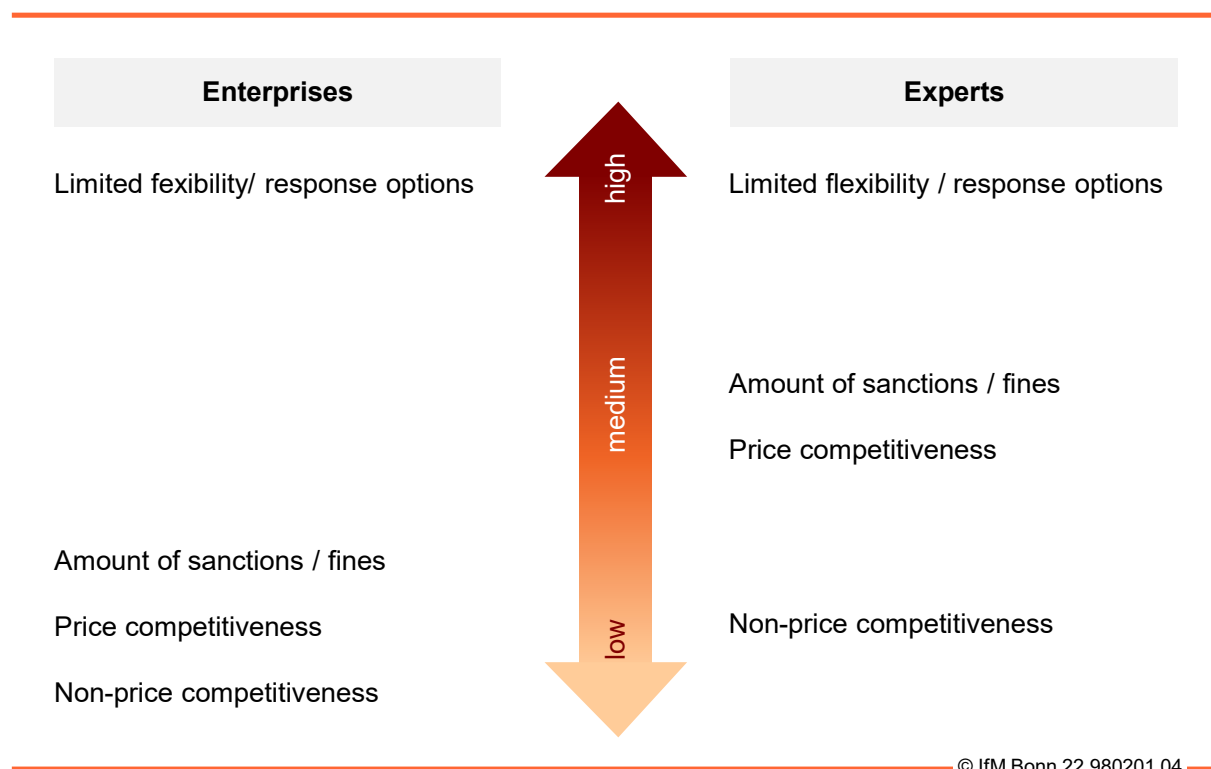 Enterprises
Experts
Limited fexibility/ response options
high
Limited flexibility / response options
medium
Amount of sanctions / fines
Price competitiveness
Amount of sanctions / fines
Price competitiveness
low
Non-price competitiveness
Non-price competitiveness
© IfM Bonn 22 980201 04